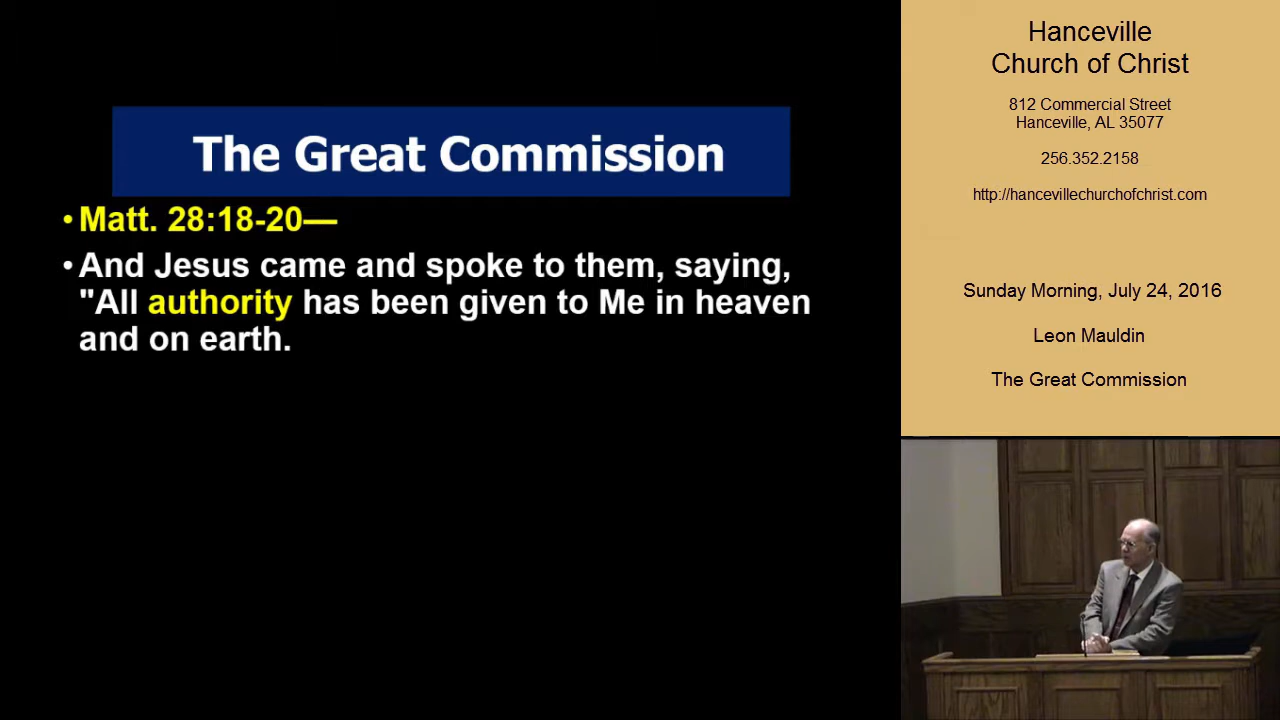 The Great Commission
• Matt. 28:18-20—
• And Jesus came and spoke to them, saying,
"All authority has been given to Me in heaven
and on earth.
Hanceville
Church of Christ
812 Commercial Street
Hanceville, AL 35077
256.352.2158
http://hancevillechurchofchrist.com
Sunday Morning, July 24, 2016
Leon Mauldin
The Great Commission